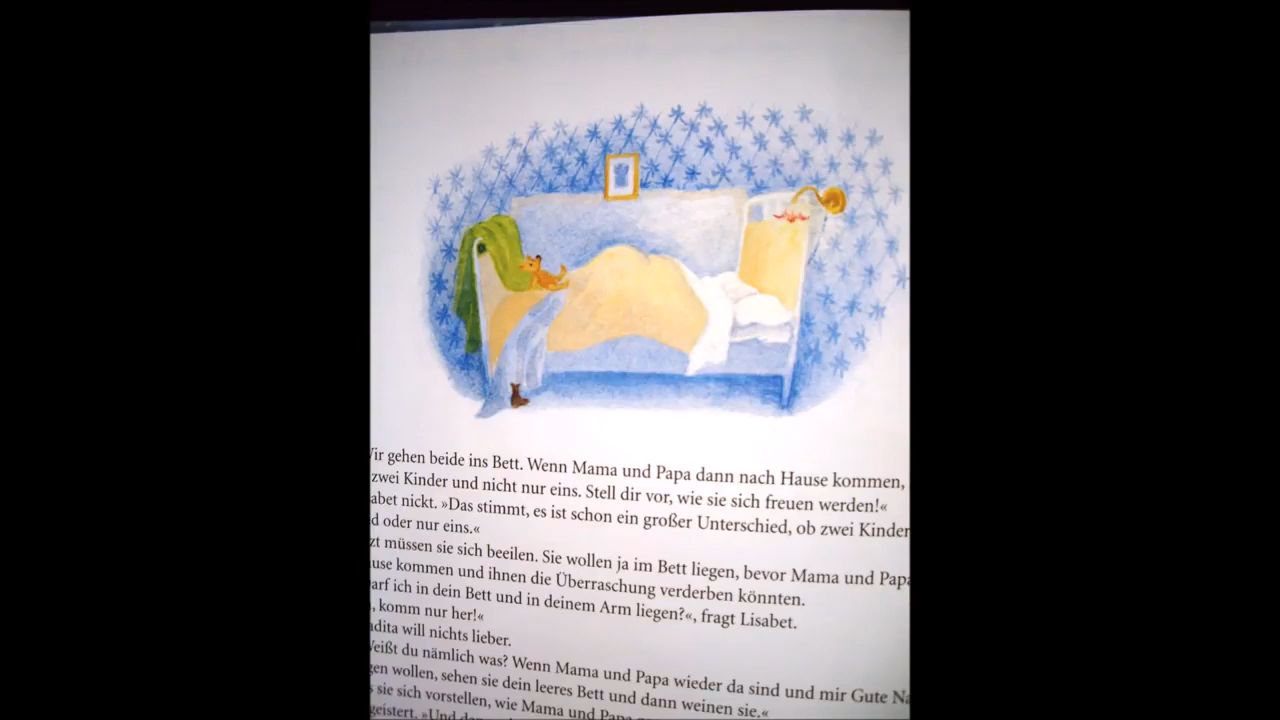 Wir gehen beide ins Bett. Wenn Mama und Papa dann nach Hause kommen,
zwei Kinder und nicht nur eins. Stell dir vor, wie sie sich freuen werden!«
abet nickt. »Das stimmt, es ist schon ein großer Unterschied, ob zwei Kinder
d oder nur eins.«
zt müssen sie sich beeilen. Sie wollen ja im Bett liegen, bevor Mama und Papa
use kommen und ihnen die Überraschung verderben könnten.
arf ich in dein Bett und in deinem Arm liegen?«, fragt Lisabet.
, komm nur her!«
dita will nichts lieber.
Weißt du nämlich was? Wenn Mama und Papa wieder da sind und mir Gute Na
gen wollen, sehen sie dein leeres Bett und dann weinen sie.«
s sie sich vorstellen, wie Mama und Papa
geistert. »Und